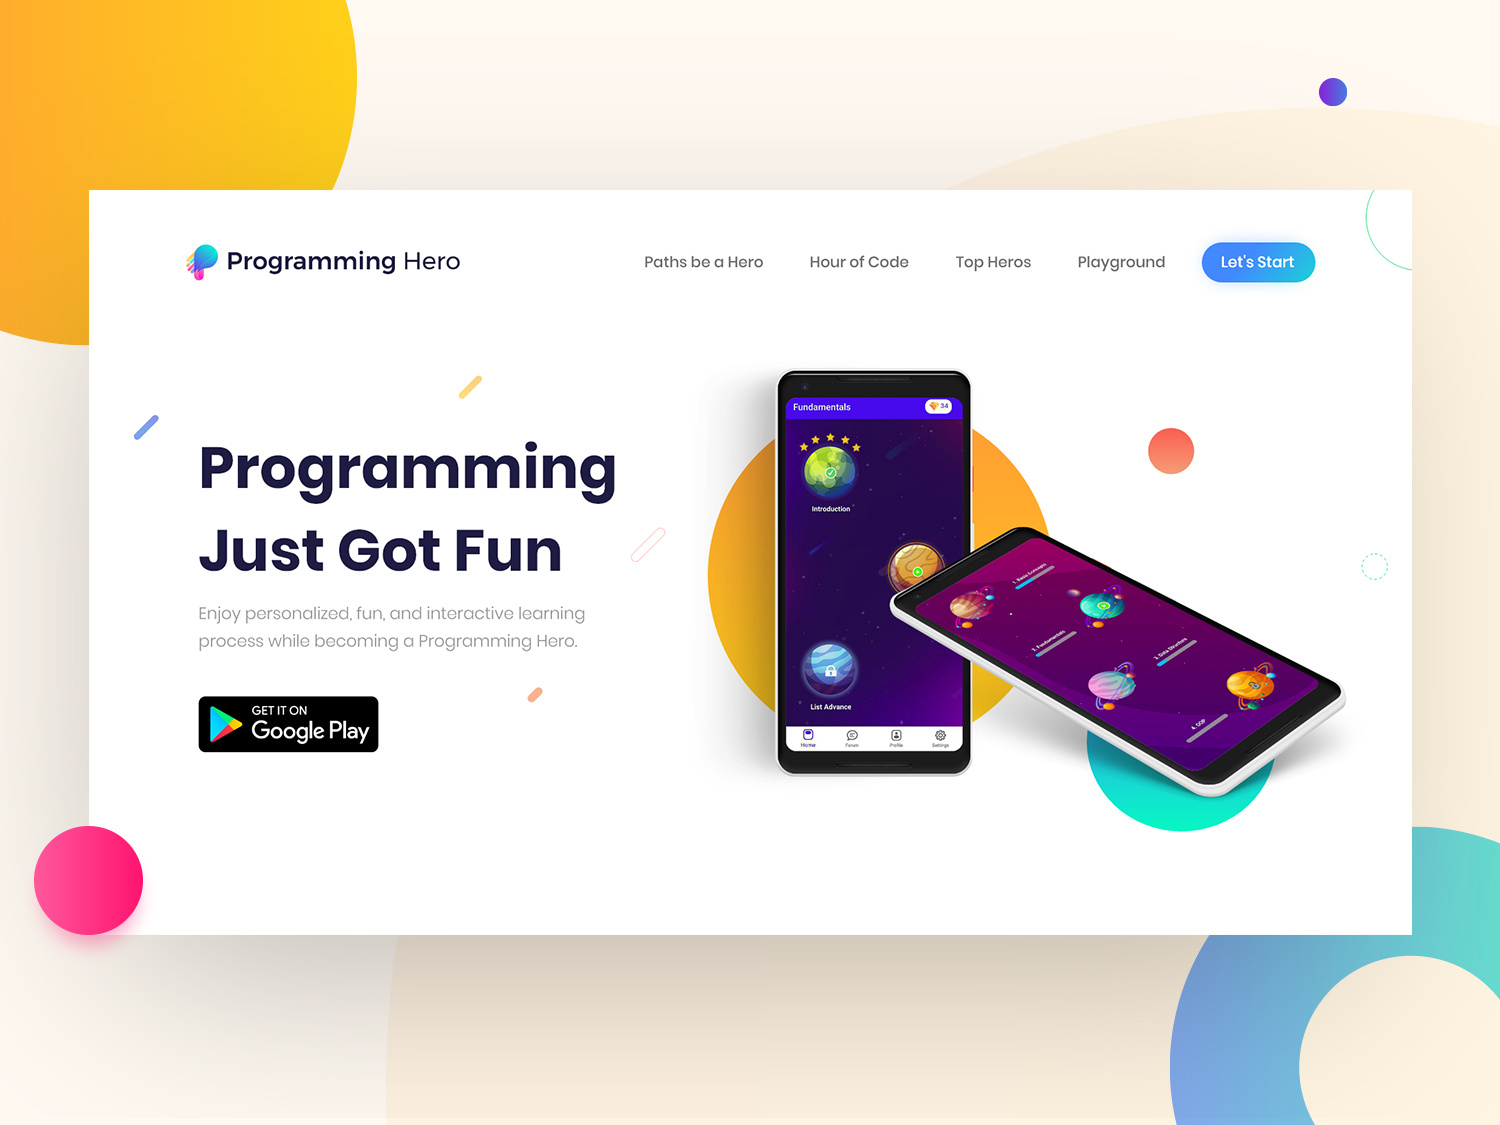 Programming Hero
Paths be a Hero
Hour of Code
Top Heros
Playground
Let's Start
Programming
Just Got Fun
Enjoy personalized, fun, and interactive learning
process while becoming a Programming Hero.
GET IT ON
Google Play
Fundamentals
34
Introduction
List Advance
Home
Forum
Profile
Settings
1. Basic Concepts
2. Fundamentals
3. Data Structure
4. OOP